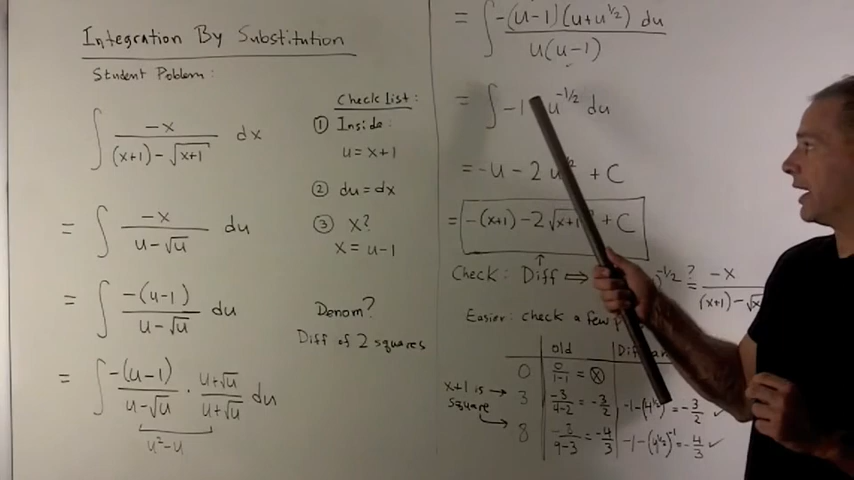 Integration By Substitution
Student Problem:
∫ -x / ((x+1) - √(x+1)) dx
= ∫ -x / (u - √u) du
= ∫ -(u-1) / (u - √u) du
= ∫ -(u-1) / (u - √u) · (u + √u) / (u + √u) du
u² - u
Check List:
① Inside:
u = x+1
② du = dx
③ x?
x = u-1
Denom?
Diff of 2 squares
= ∫ -(u-1)(u+u^1/2) du / u(u-1)
= ∫ -1 u^-1/2 du
= -u - 2 u^1/2 + C
= -(x+1) - 2√x+1 + C
↑
Check: Diff ⟺ )^-1/2 ?= -x / ((x+1) - √x
Easier: check a few
Old
0 0/(1-1) = ⊗
x+1 is square →
3 -3/(4-2) = -3/2 -1-(4^1/2) = -3/2 ✓
8 /(9-3) = -4/3 -1-( ^1/2)^-1 = -4/3 ✓